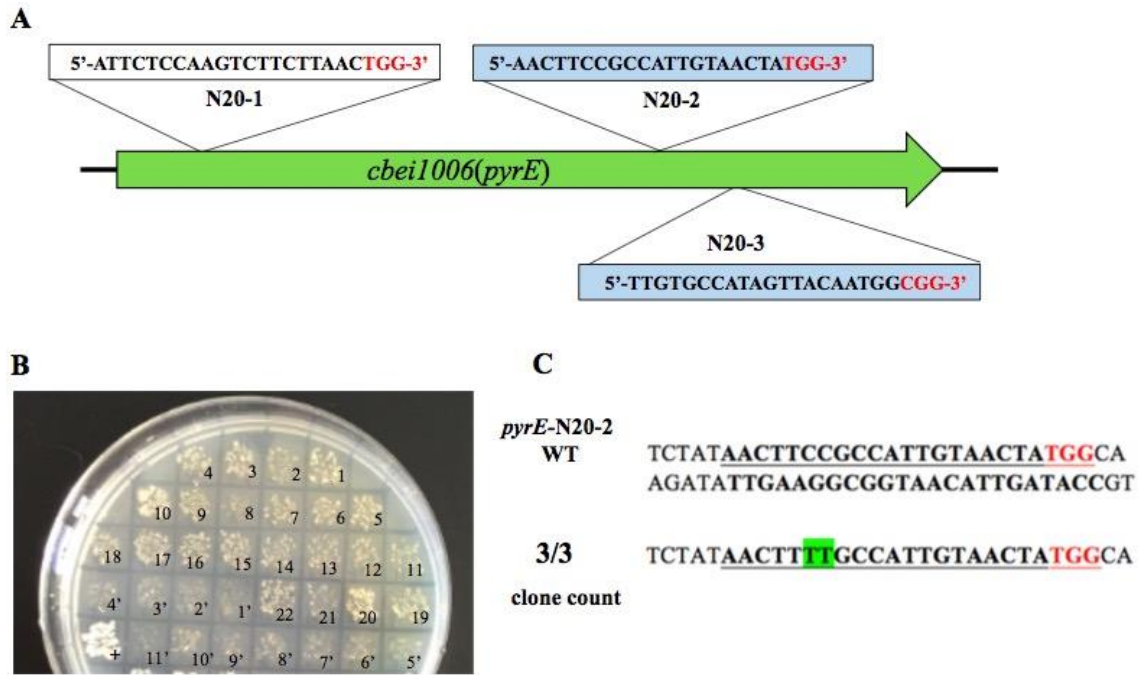 A
5’-ATTCTCCAAGTCTTCTTAACTGG-3’
N20-1
5’-AACTTCCGCCATTGTAACTATGG-3’
N20-2
cbei1006(pyrE)
N20-3
5’-TTGTGCCATAGTTACAATGGCGG-3’
B
4 3 2 1
10 9 8 7 6 5
18 17 16 15 14 13 12 11
4’ 3’ 2’ 1’ 22 21 20 19
+ 11’ 10’ 9’ 8’ 7’ 6’ 5’
C
pyrE-N20-2
WT
TCTATAACTTCCGCCATTGTAACTATGGCA
AGATATTGAAGGCGGTAACATTGATACCGT
3/3
clone count
TCTATAACTTTTGCCATTGTAACTATGGCA